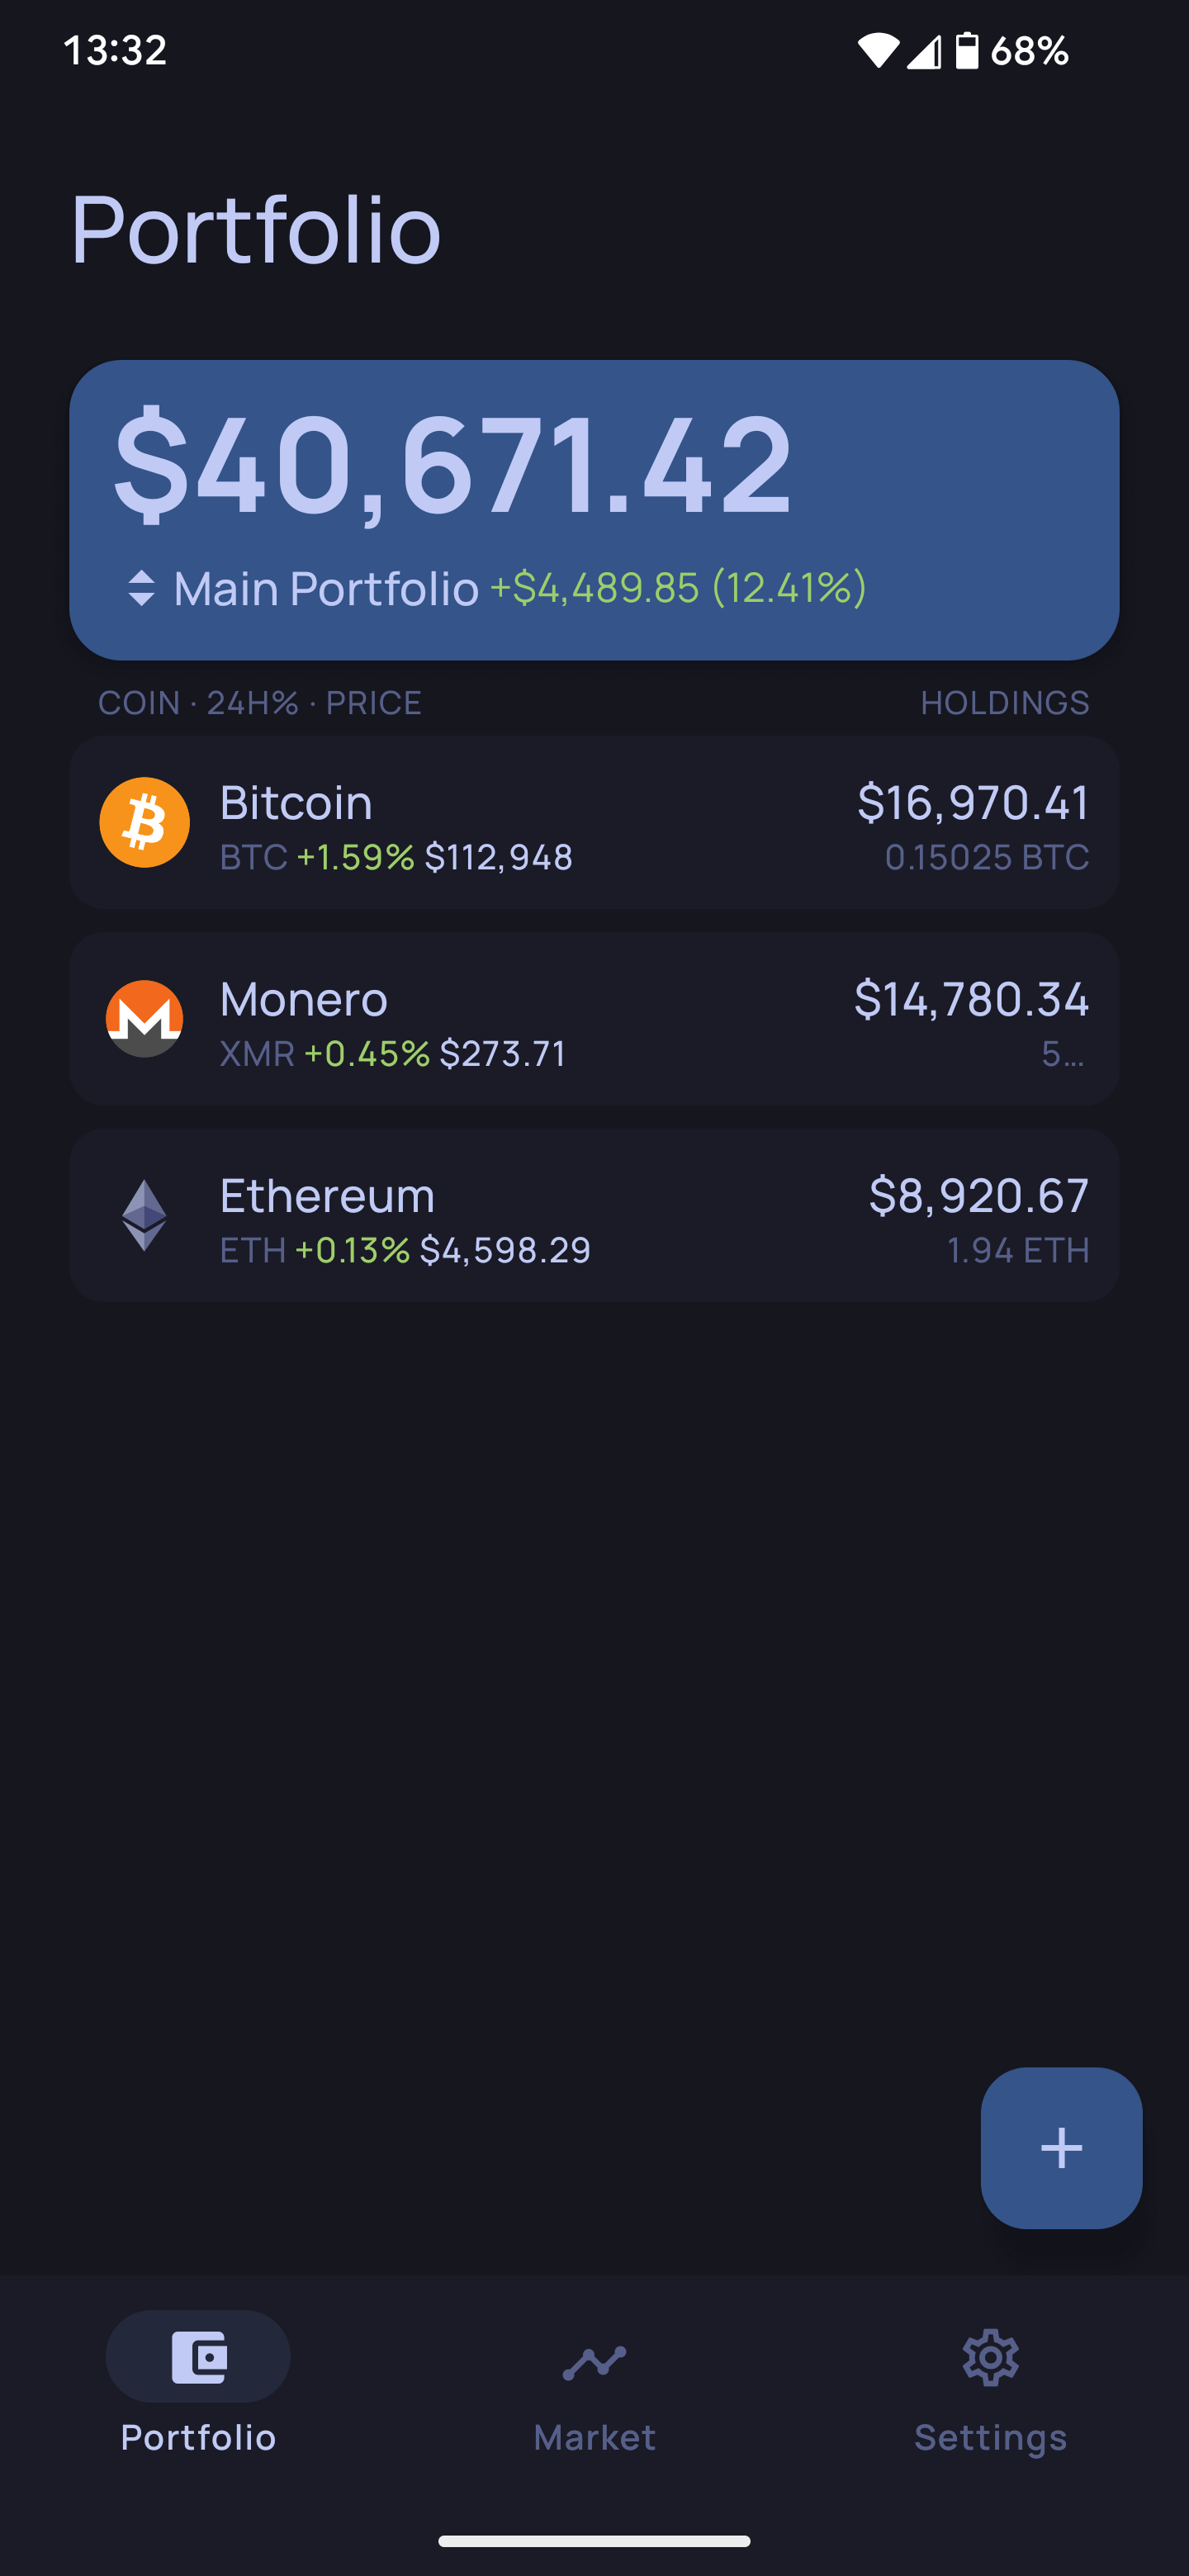 13:32 68%
Portfolio
$40,671.42
Main Portfolio +$4,489.85 (12.41%)
COIN · 24H% · PRICE HOLDINGS
Bitcoin $16,970.41
BTC +1.59% $112,948 0.15025 BTC
Monero $14,780.34
XMR +0.45% $273.71 5...
Ethereum $8,920.67
ETH +0.13% $4,598.29 1.94 ETH
+
Portfolio Market Settings